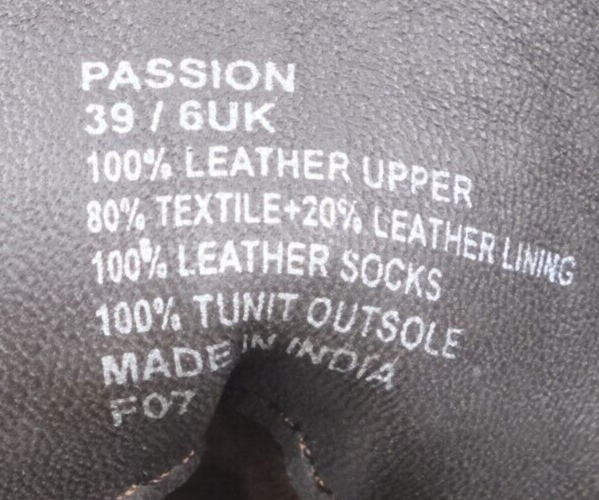 PASSION
39 / 6UK
100% LEATHER UPPER
80% TEXTILE+20% LEATHER LINING
100% LEATHER SOCKS
100% TUNIT OUTSOLE
MADE IN INDIA
F07